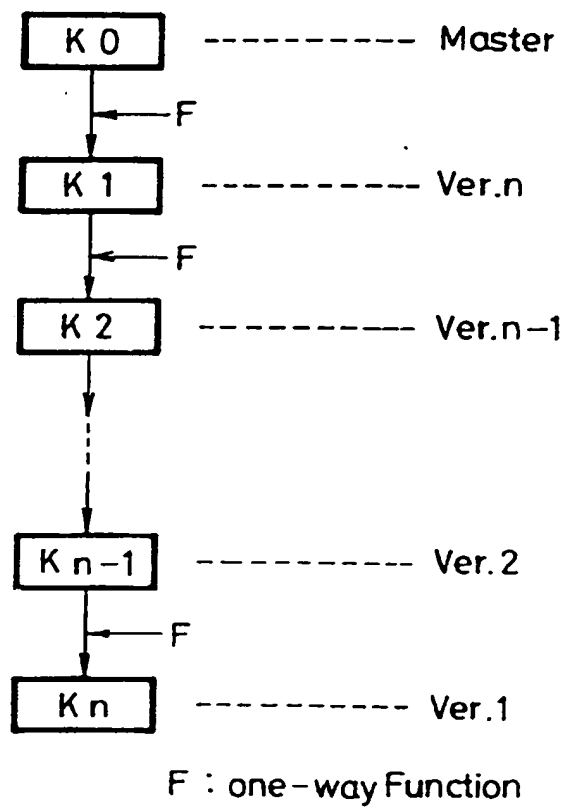 K 0 ---------- Master
F
K 1 ---------- Ver.n
F
K 2 ---------- Ver.n-1
K n-1 ---------- Ver.2
F
K n ---------- Ver.1
F : one-way Function